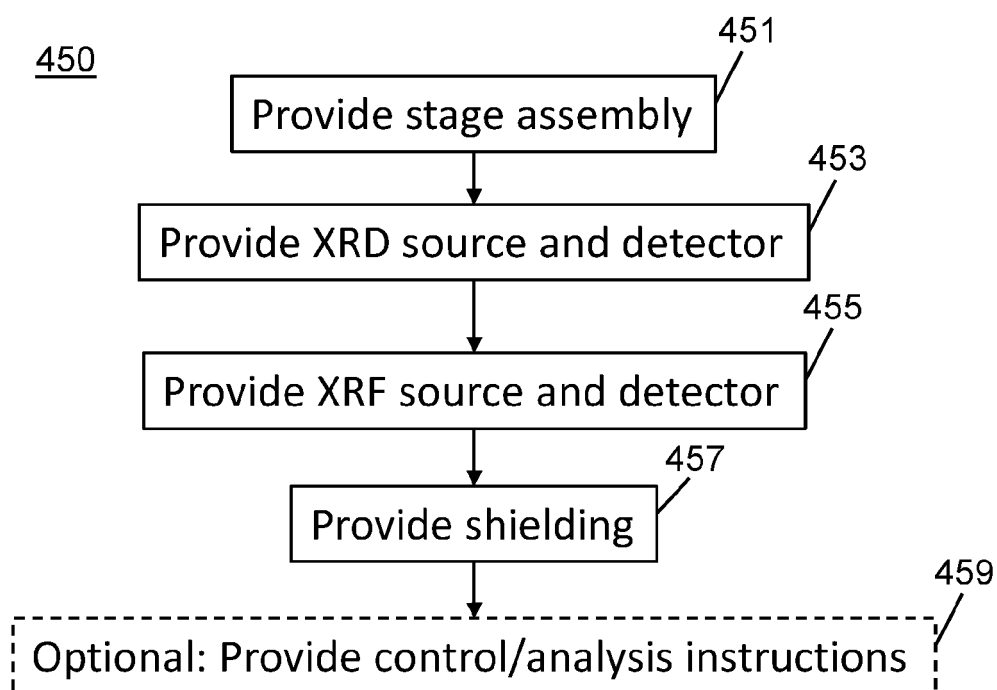 450
451
Provide stage assembly
453
Provide XRD source and detector
455
Provide XRF source and detector
457
Provide shielding
459
Optional: Provide control/analysis instructions